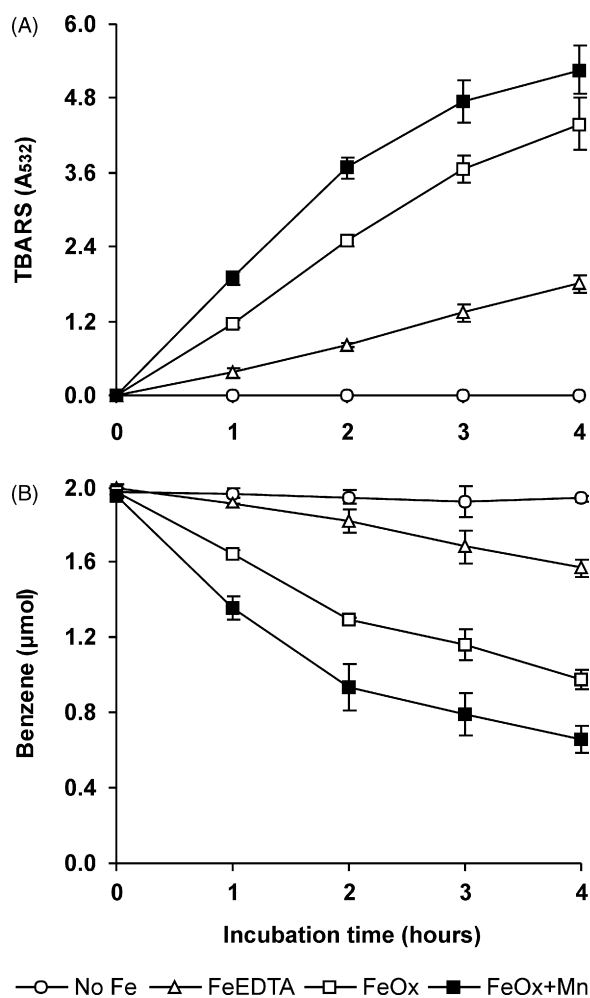 (A)
TBARS (A532)
6.0
4.8
3.6
2.4
1.2
0.0
0 1 2 3 4
(B)
Benzene (µmol)
2.0
1.6
1.2
0.8
0.4
0.0
0 1 2 3 4
Incubation time (hours)
No Fe FeEDTA FeOx FeOx+Mn